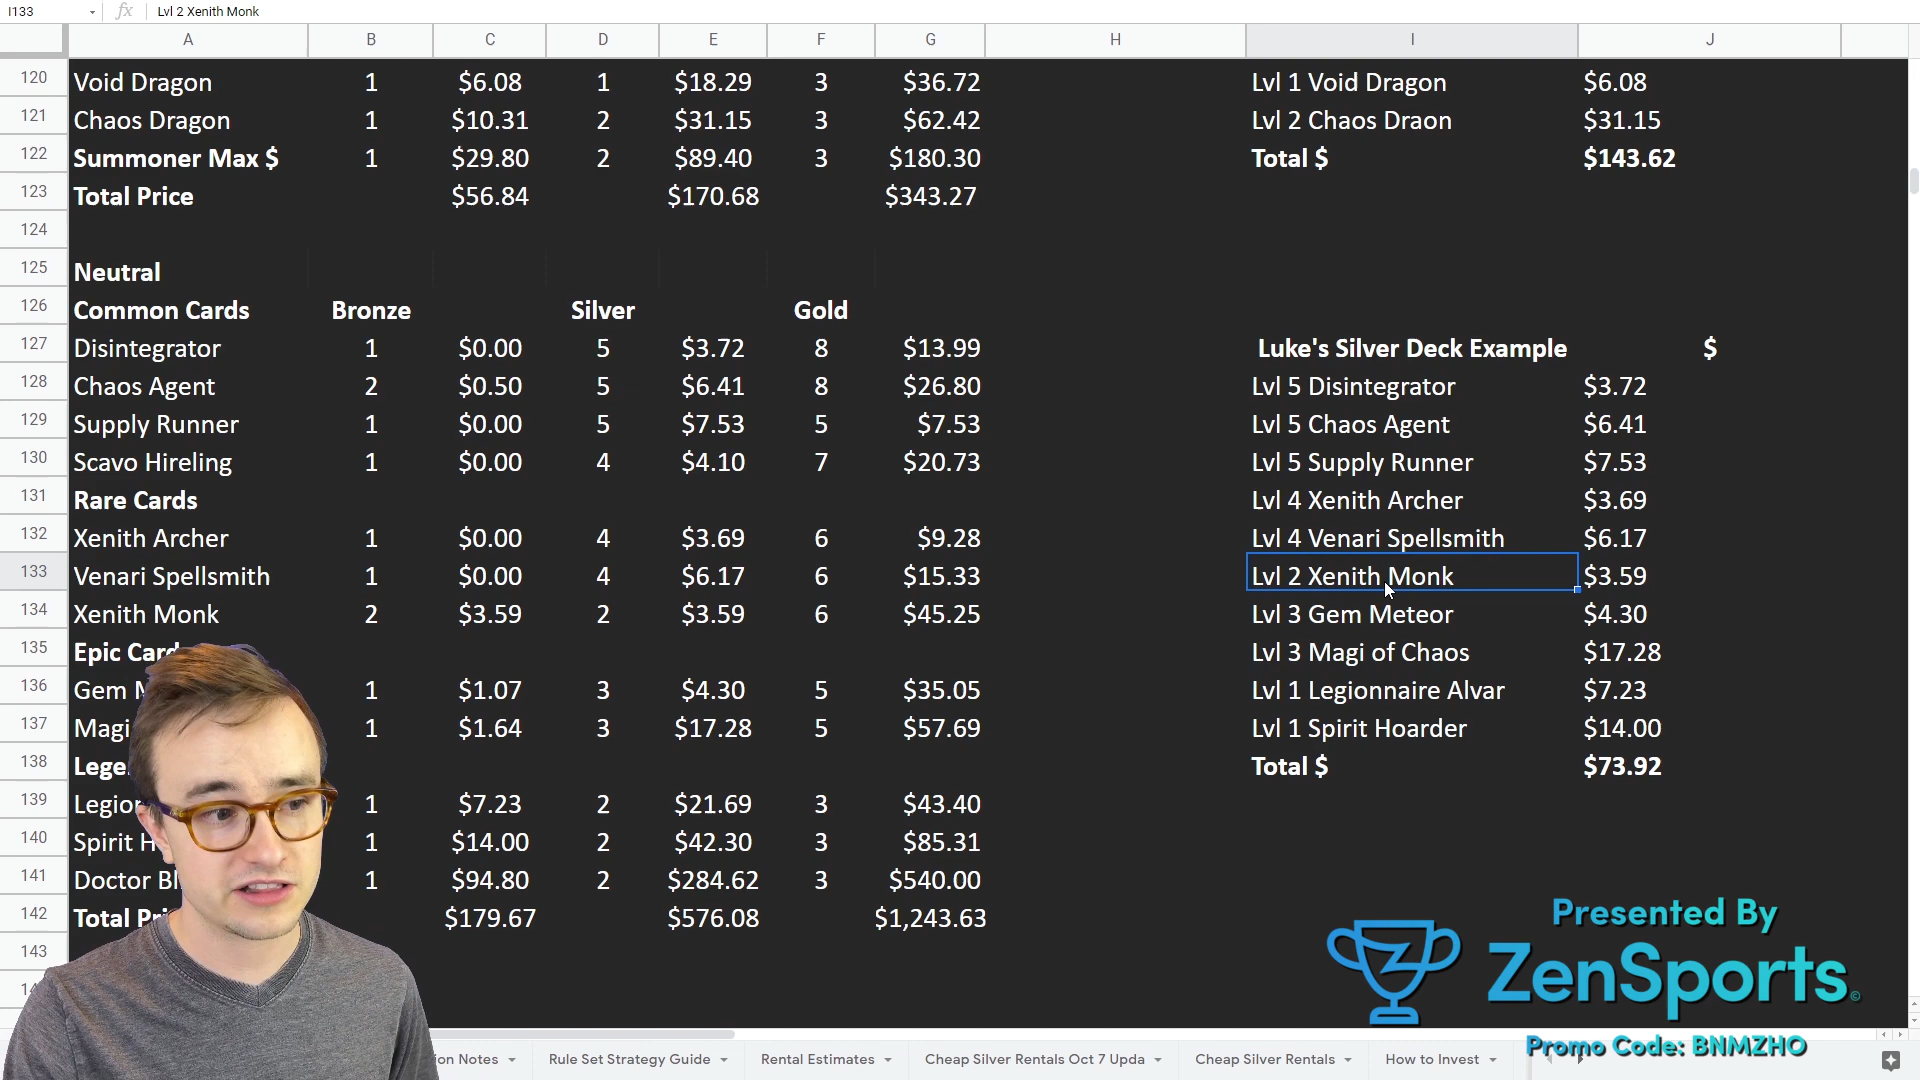 I133 fx Lvl 2 Xenith Monk
A B C D E F G H I J
120 Void Dragon 1 $6.08 1 $18.29 3 $36.72 Lvl 1 Void Dragon $6.08
121 Chaos Dragon 1 $10.31 2 $31.15 3 $62.42 Lvl 2 Chaos Draon $31.15
122 Summoner Max $ 1 $29.80 2 $89.40 3 $180.30 Total $ $143.62
123 Total Price $56.84 $170.68 $343.27
124
125 Neutral
126 Common Cards Bronze Silver Gold
127 Disintegrator 1 $0.00 5 $3.72 8 $13.99 Luke's Silver Deck Example $
128 Chaos Agent 2 $0.50 5 $6.41 8 $26.80 Lvl 5 Disintegrator $3.72
129 Supply Runner 1 $0.00 5 $7.53 5 $7.53 Lvl 5 Chaos Agent $6.41
130 Scavo Hireling 1 $0.00 4 $4.10 7 $20.73 Lvl 5 Supply Runner $7.53
131 Rare Cards Lvl 4 Xenith Archer $3.69
132 Xenith Archer 1 $0.00 4 $3.69 6 $9.28 Lvl 4 Venari Spellsmith $6.17
133 Venari Spellsmith 1 $0.00 4 $6.17 6 $15.33 Lvl 2 Xenith Monk $3.59
134 Xenith Monk 2 $3.59 2 $3.59 6 $45.25 Lvl 3 Gem Meteor $4.30
135 Epic Card Lvl 3 Magi of Chaos $17.28
136 Gem 1 $1.07 3 $4.30 5 $35.05 Lvl 1 Legionnaire Alvar $7.23
137 Magi 1 $1.64 3 $17.28 5 $57.69 Lvl 1 Spirit Hoarder $14.00
138 Lege Total $ $73.92
139 Legion 1 $7.23 2 $21.69 3 $43.40
140 Spirit H 1 $14.00 2 $42.30 3 $85.31
141 Doctor Bl 1 $94.80 2 $284.62 3 $540.00
142 Total Pri $179.67 $576.08 $1,243.63
143
Presented By
ZenSports
Promo Code: BNMZHO
ion Notes Rule Set Strategy Guide Rental Estimates Cheap Silver Rentals Oct 7 Upda Cheap Silver Rentals How to Invest